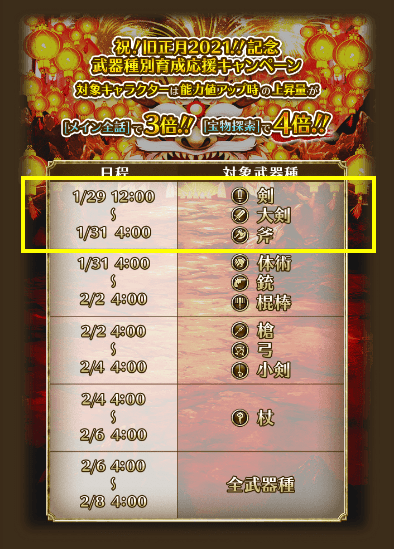 祝!旧正月2021!!記念
武器種別育成応援キャンペーン
対象キャラクターは能力値アップ時の上昇量が
[メイン全話]で3倍!! [宝物探索]で4倍!!
日程 対象武器種
1/29 12:00 剣
～ 大剣
1/31 4:00 斧
1/31 4:00 体術
～ 銃
2/2 4:00 棍棒
2/2 4:00 槍
～ 弓
2/4 4:00 小剣
2/4 4:00
～ 杖
2/6 4:00
2/6 4:00
～ 全武器種
2/8 4:00